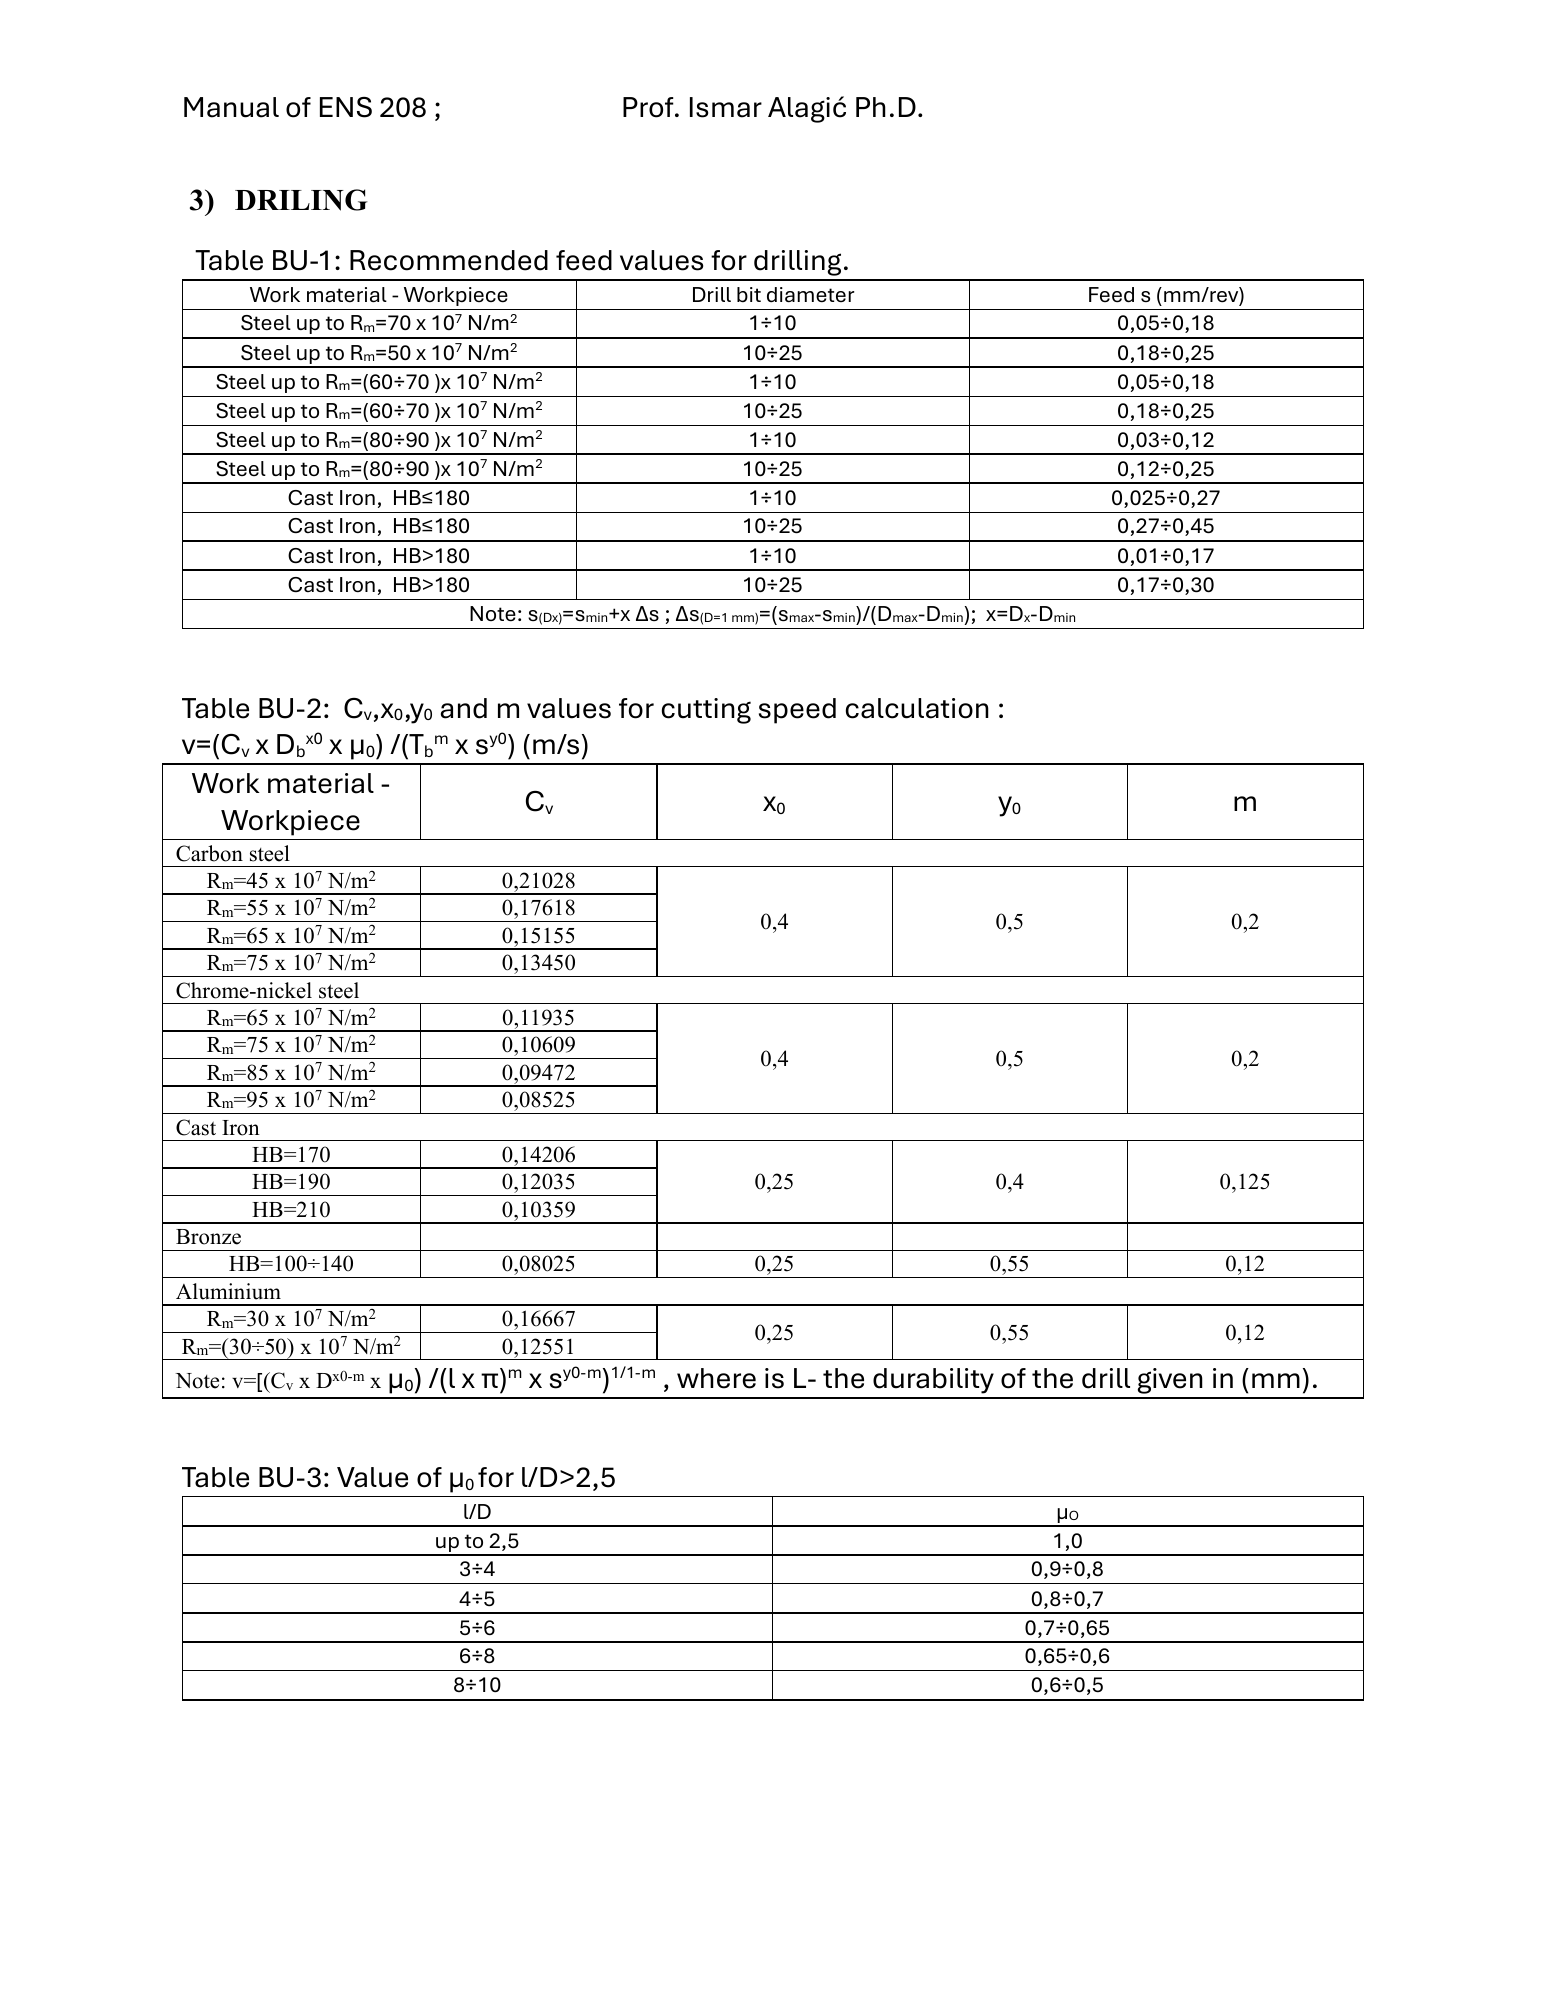 Manual of ENS 208 ; Prof. Ismar Alagić Ph.D.
3) DRILING
Table BU-1: Recommended feed values for drilling.
Work material - Workpiece Drill bit diameter Feed s (mm/rev)
Steel up to Rm=70 x 10⁷ N/m² 1÷10 0,05÷0,18
Steel up to Rm=50 x 10⁷ N/m² 10÷25 0,18÷0,25
Steel up to Rm=(60÷70 )x 10⁷ N/m² 1÷10 0,05÷0,18
Steel up to Rm=(60÷70 )x 10⁷ N/m² 10÷25 0,18÷0,25
Steel up to Rm=(80÷90 )x 10⁷ N/m² 1÷10 0,03÷0,12
Steel up to Rm=(80÷90 )x 10⁷ N/m² 10÷25 0,12÷0,25
Cast Iron, HB≤180 1÷10 0,025÷0,27
Cast Iron, HB≤180 10÷25 0,27÷0,45
Cast Iron, HB>180 1÷10 0,01÷0,17
Cast Iron, HB>180 10÷25 0,17÷0,30
Note: s(Dx)=smin+x Δs ; Δs(D=1 mm)=(smax-smin)/(Dmax-Dmin); x=Dx-Dmin
Table BU-2: Cv,x0,y0 and m values for cutting speed calculation :
v=(Cv x Db^x0 x µ0) /(Tb^m x s^y0) (m/s)
Work material -
Workpiece Cv x0 y0 m
Carbon steel
Rm=45 x 10⁷ N/m² 0,21028
Rm=55 x 10⁷ N/m² 0,17618
0,4 0,5 0,2
Rm=65 x 10⁷ N/m² 0,15155
Rm=75 x 10⁷ N/m² 0,13450
Chrome-nickel steel
Rm=65 x 10⁷ N/m² 0,11935
Rm=75 x 10⁷ N/m² 0,10609
0,4 0,5 0,2
Rm=85 x 10⁷ N/m² 0,09472
Rm=95 x 10⁷ N/m² 0,08525
Cast Iron
HB=170 0,14206
HB=190 0,12035 0,25 0,4 0,125
HB=210 0,10359
Bronze
HB=100÷140 0,08025 0,25 0,55 0,12
Aluminium
Rm=30 x 10⁷ N/m² 0,16667
0,25 0,55 0,12
Rm=(30÷50) x 10⁷ N/m² 0,12551
Note: v=[(Cv x D^x0-m x µ0) /(l x π)^m x s^y0-m)^1/1-m , where is L- the durability of the drill given in (mm).
Table BU-3: Value of µ0 for l/D>2,5
l/D µO
up to 2,5 1,0
3÷4 0,9÷0,8
4÷5 0,8÷0,7
5÷6 0,7÷0,65
6÷8 0,65÷0,6
8÷10 0,6÷0,5